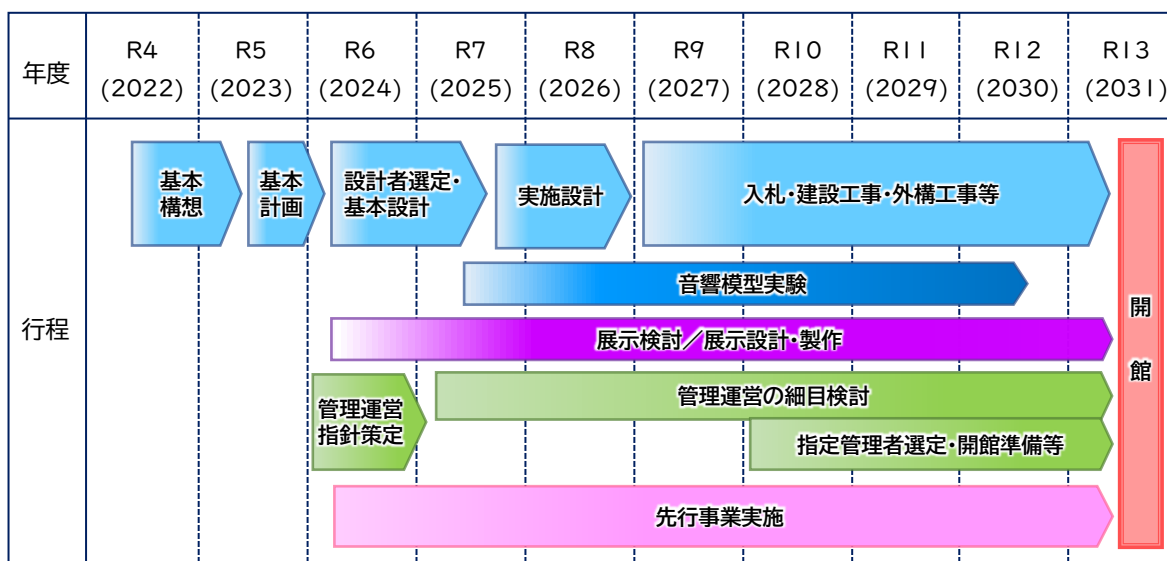 年度
R4
(2022)
R5
(2023)
R6
(2024)
R7
(2025)
R8
(2026)
R9
(2027)
R10
(2028)
R11
(2029)
R12
(2030)
R13
(2031)
行程
基本
構想
基本
計画
設計者選定・
基本設計
実施設計
入札・建設工事・外構工事等
音響模型実験
展示検討／展示設計・製作
管理運営
指針策定
管理運営の細目検討
指定管理者選定・開館準備等
先行事業実施
開
館